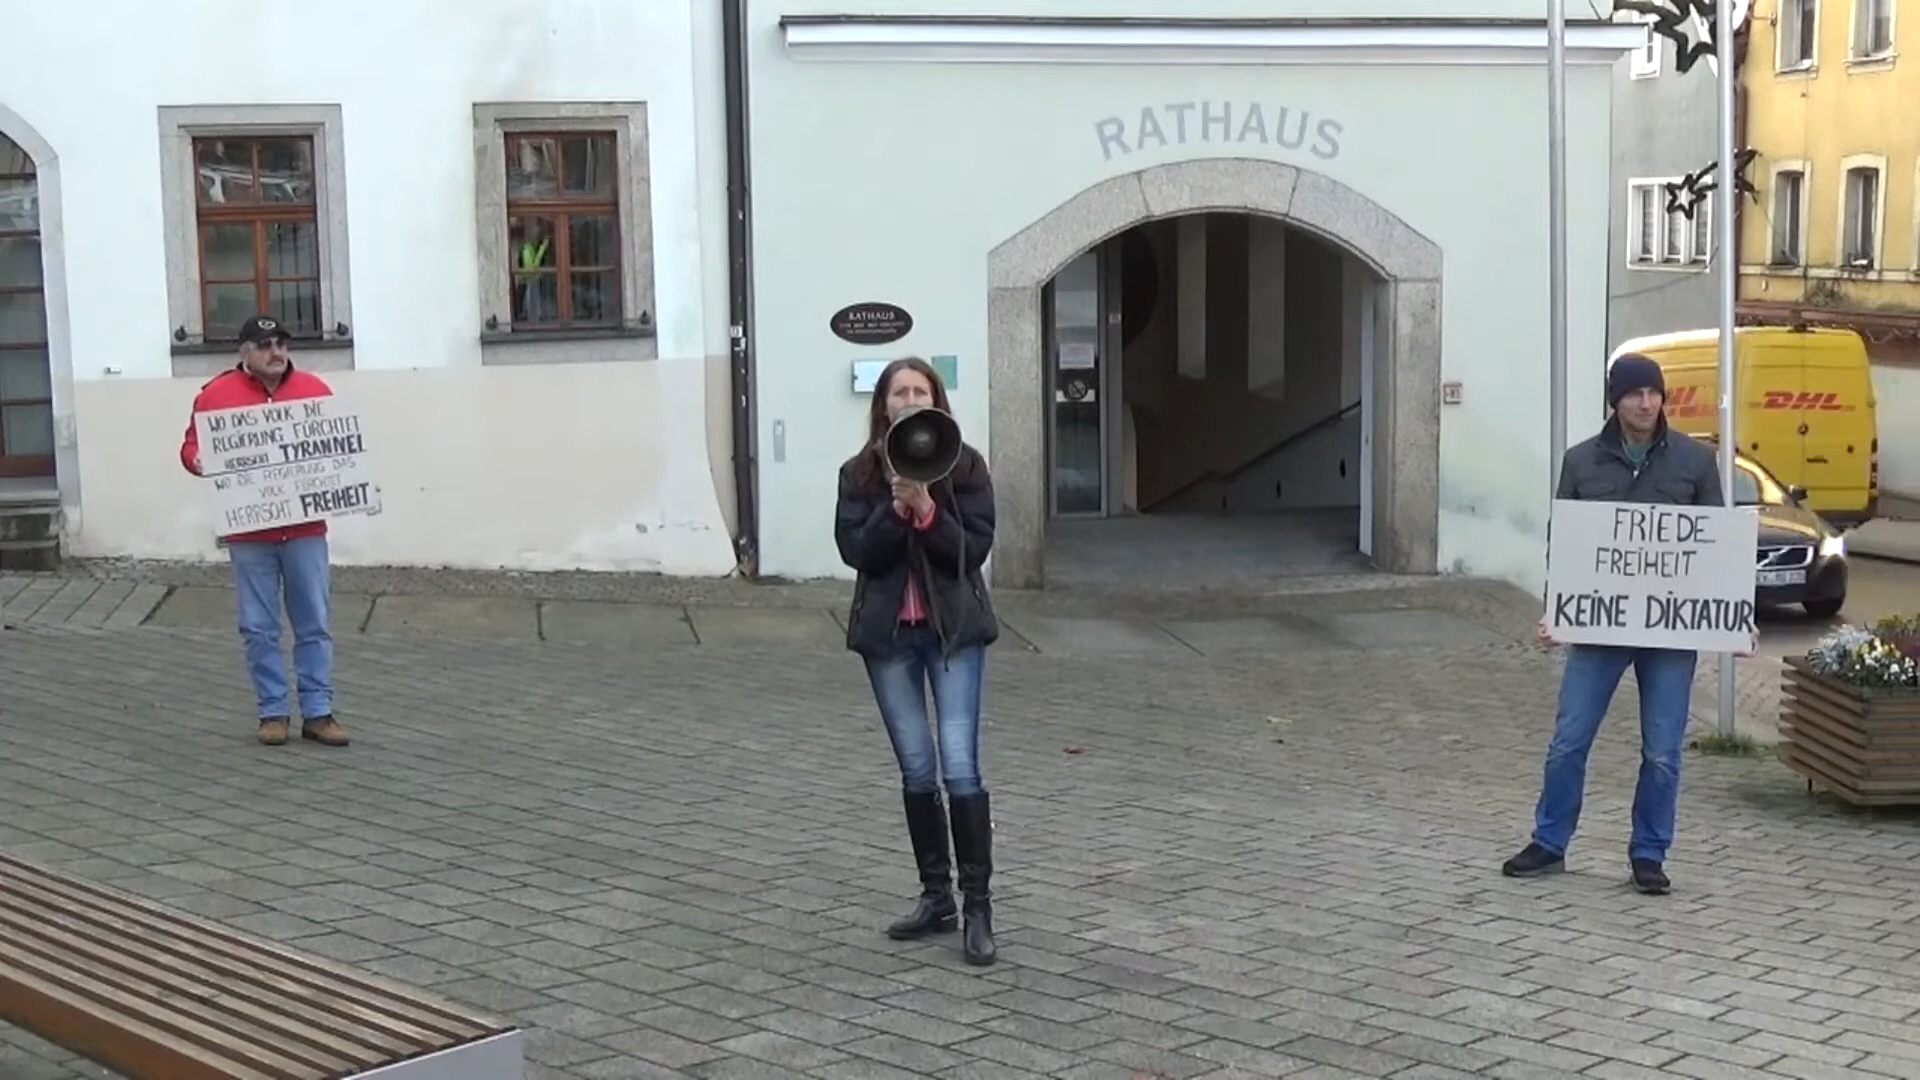 RATHAUS
RATHAUS
WO DAS VOLK DIE
REGIERUNG FÜRCHTET
HERRSCHT TYRANNEI
WO DIE REGIERUNG DAS
VOLK FÜRCHTET
HERRSCHT FREIHEIT
FRIEDE
FREIHEIT
KEINE DIKTATUR
DHL